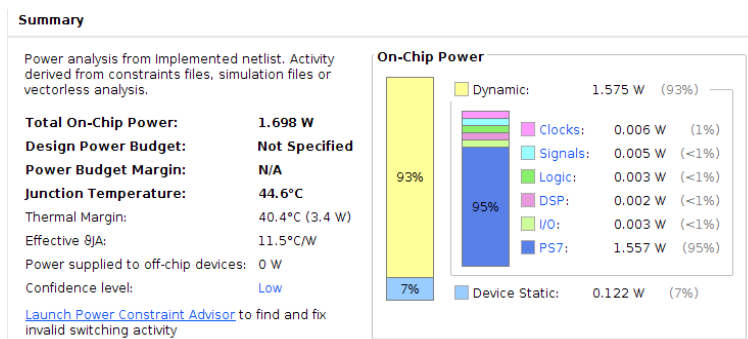 Summary
Power analysis from Implemented netlist. Activity
derived from constraints files, simulation files or
vectorless analysis.
Total On-Chip Power: 1.698 W
Design Power Budget: Not Specified
Power Budget Margin: N/A
Junction Temperature: 44.6°C
Thermal Margin: 40.4°C (3.4 W)
Effective ϑJA: 11.5°C/W
Power supplied to off-chip devices: 0 W
Confidence level: Low
Launch Power Constraint Advisor to find and fix
invalid switching activity
On-Chip Power
93%
7%
Dynamic: 1.575 W (93%)
95%
Clocks: 0.006 W (1%)
Signals: 0.005 W (<1%)
Logic: 0.003 W (<1%)
DSP: 0.002 W (<1%)
I/O: 0.003 W (<1%)
PS7: 1.557 W (95%)
Device Static: 0.122 W (7%)